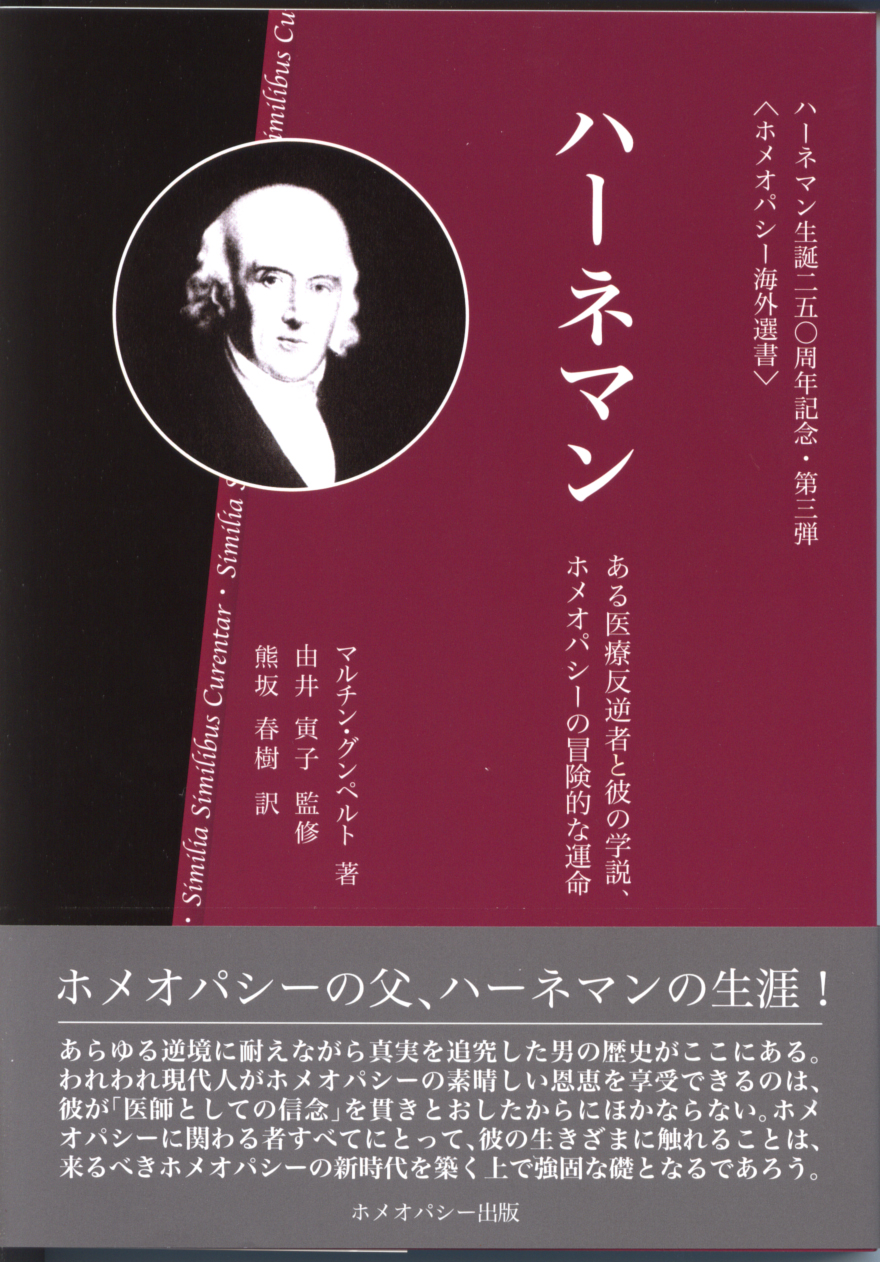 ハーネマン生誕二五〇周年記念・第三弾
〈ホメオパシー海外選書〉
ハーネマン
ある医療反逆者と彼の学説、
ホメオパシーの冒険的な運命
マルチン・グンペルト 著
由井 寅子 監修
熊坂 春樹 訳
・Similia Similibus Curentar・Similia
imilibus Cu
ホメオパシーの父、ハーネマンの生涯！
あらゆる逆境に耐えながら真実を追究した男の歴史がここにある。
われわれ現代人がホメオパシーの素晴しい恩恵を享受できるのは、
彼が「医師としての信念」を貫きとおしたからにほかならない。ホメ
オパシーに関わる者すべてにとって、彼の生きざまに触れることは、
来るべきホメオパシーの新時代を築く上で強固な礎となるであろう。
ホメオパシー出版